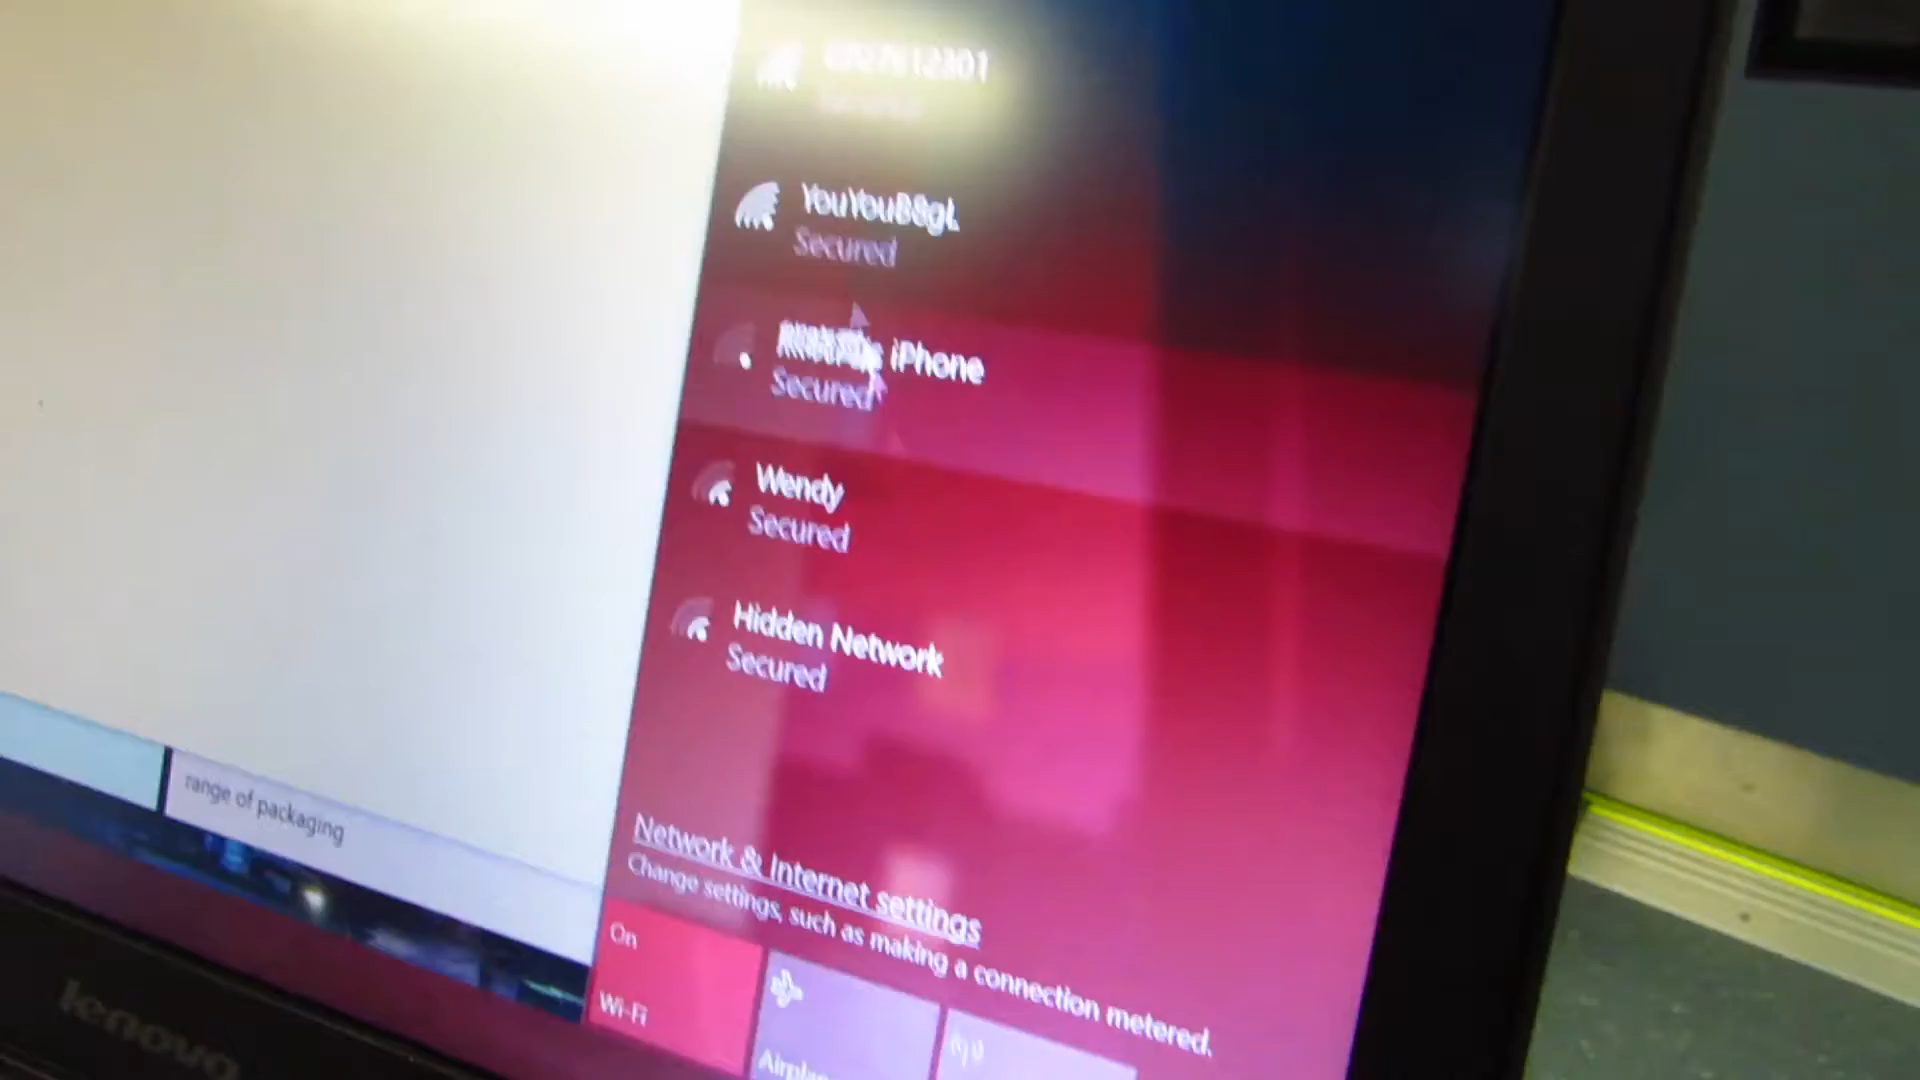 YouYouB8gL
Secured
iPhone
Secured
Wendy
Secured
Hidden Network
Secured
range of packaging
Network & Internet settings
Change settings, such as making a connection metered.
On
Wi-Fi
Airplan
lenovo